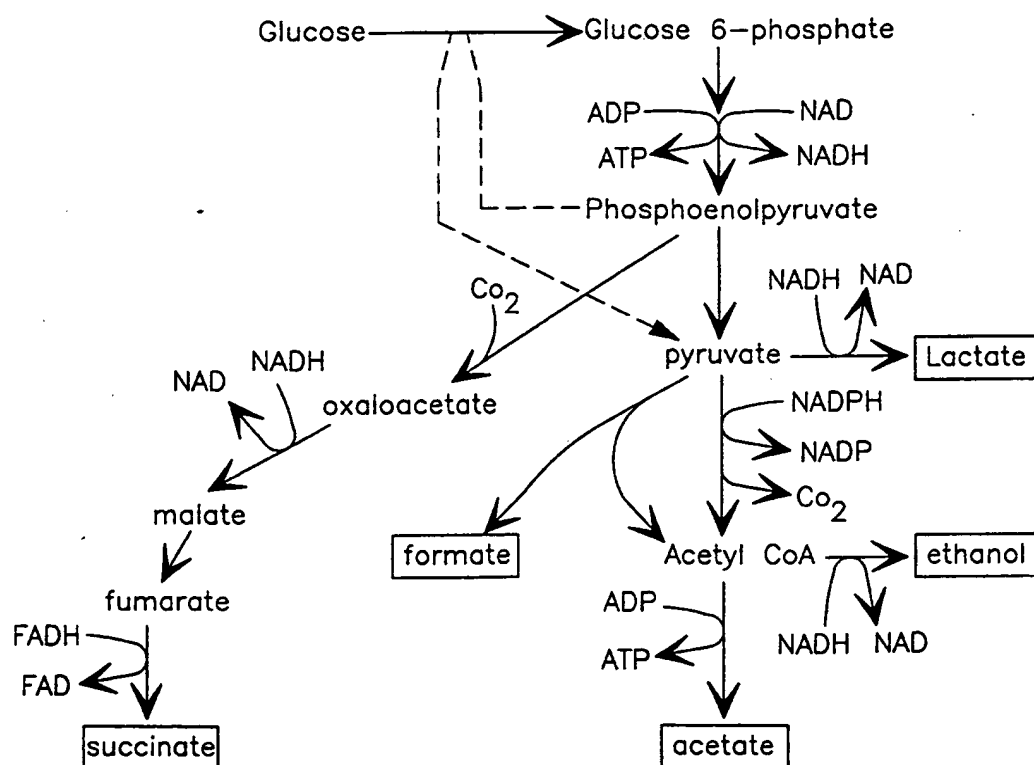 Glucose Glucose 6-phosphate
ADP NAD
ATP NADH
Phosphoenolpyruvate
Co2 NADH NAD
pyruvate Lactate
NAD NADH
oxaloacetate NADPH
NADP
Co2
malate
formate Acetyl CoA ethanol
fumarate ADP
FADH NADH NAD
FAD ATP
succinate acetate